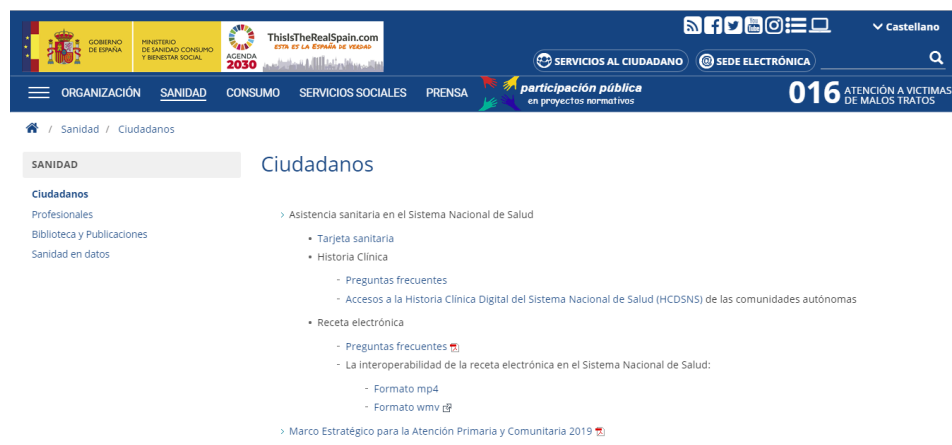 GOBIERNO
DE ESPAÑA
MINISTERIO
DE SANIDAD CONSUMO
Y BIENESTAR SOCIAL
AGENDA
2030
ThisIsTheRealSpain.com
ESTA ES LA ESPAÑA DE VERDAD
Castellano
SERVICIOS AL CIUDADANO
SEDE ELECTRÓNICA
ORGANIZACIÓN SANIDAD CONSUMO SERVICIOS SOCIALES PRENSA
participación pública
en proyectos normativos
016 ATENCIÓN A VICTIMAS
DE MALOS TRATOS
/ Sanidad / Ciudadanos
SANIDAD
Ciudadanos
Profesionales
Biblioteca y Publicaciones
Sanidad en datos
Ciudadanos
Asistencia sanitaria en el Sistema Nacional de Salud
Tarjeta sanitaria
Historia Clínica
Preguntas frecuentes
Accesos a la Historia Clínica Digital del Sistema Nacional de Salud (HCDSNS) de las comunidades autónomas
Receta electrónica
Preguntas frecuentes
La interoperabilidad de la receta electrónica en el Sistema Nacional de Salud:
Formato mp4
Formato wmv
Marco Estratégico para la Atención Primaria y Comunitaria 2019